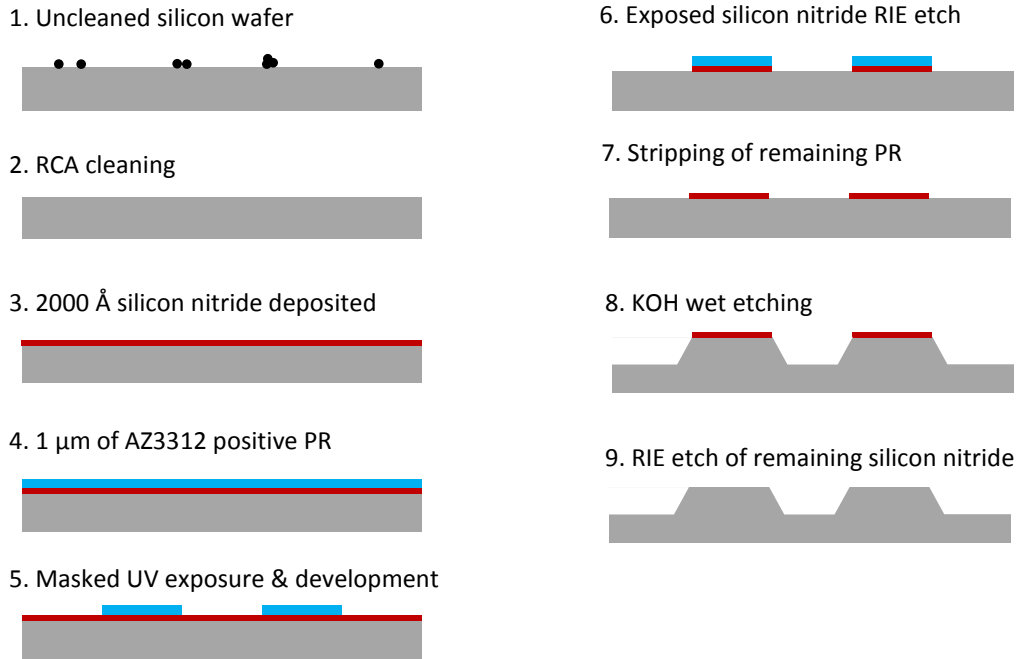 1. Uncleaned silicon wafer
2. RCA cleaning
3. 2000 Å silicon nitride deposited
4. 1 µm of AZ3312 positive PR
5. Masked UV exposure & development
6. Exposed silicon nitride RIE etch
7. Stripping of remaining PR
8. KOH wet etching
9. RIE etch of remaining silicon nitride